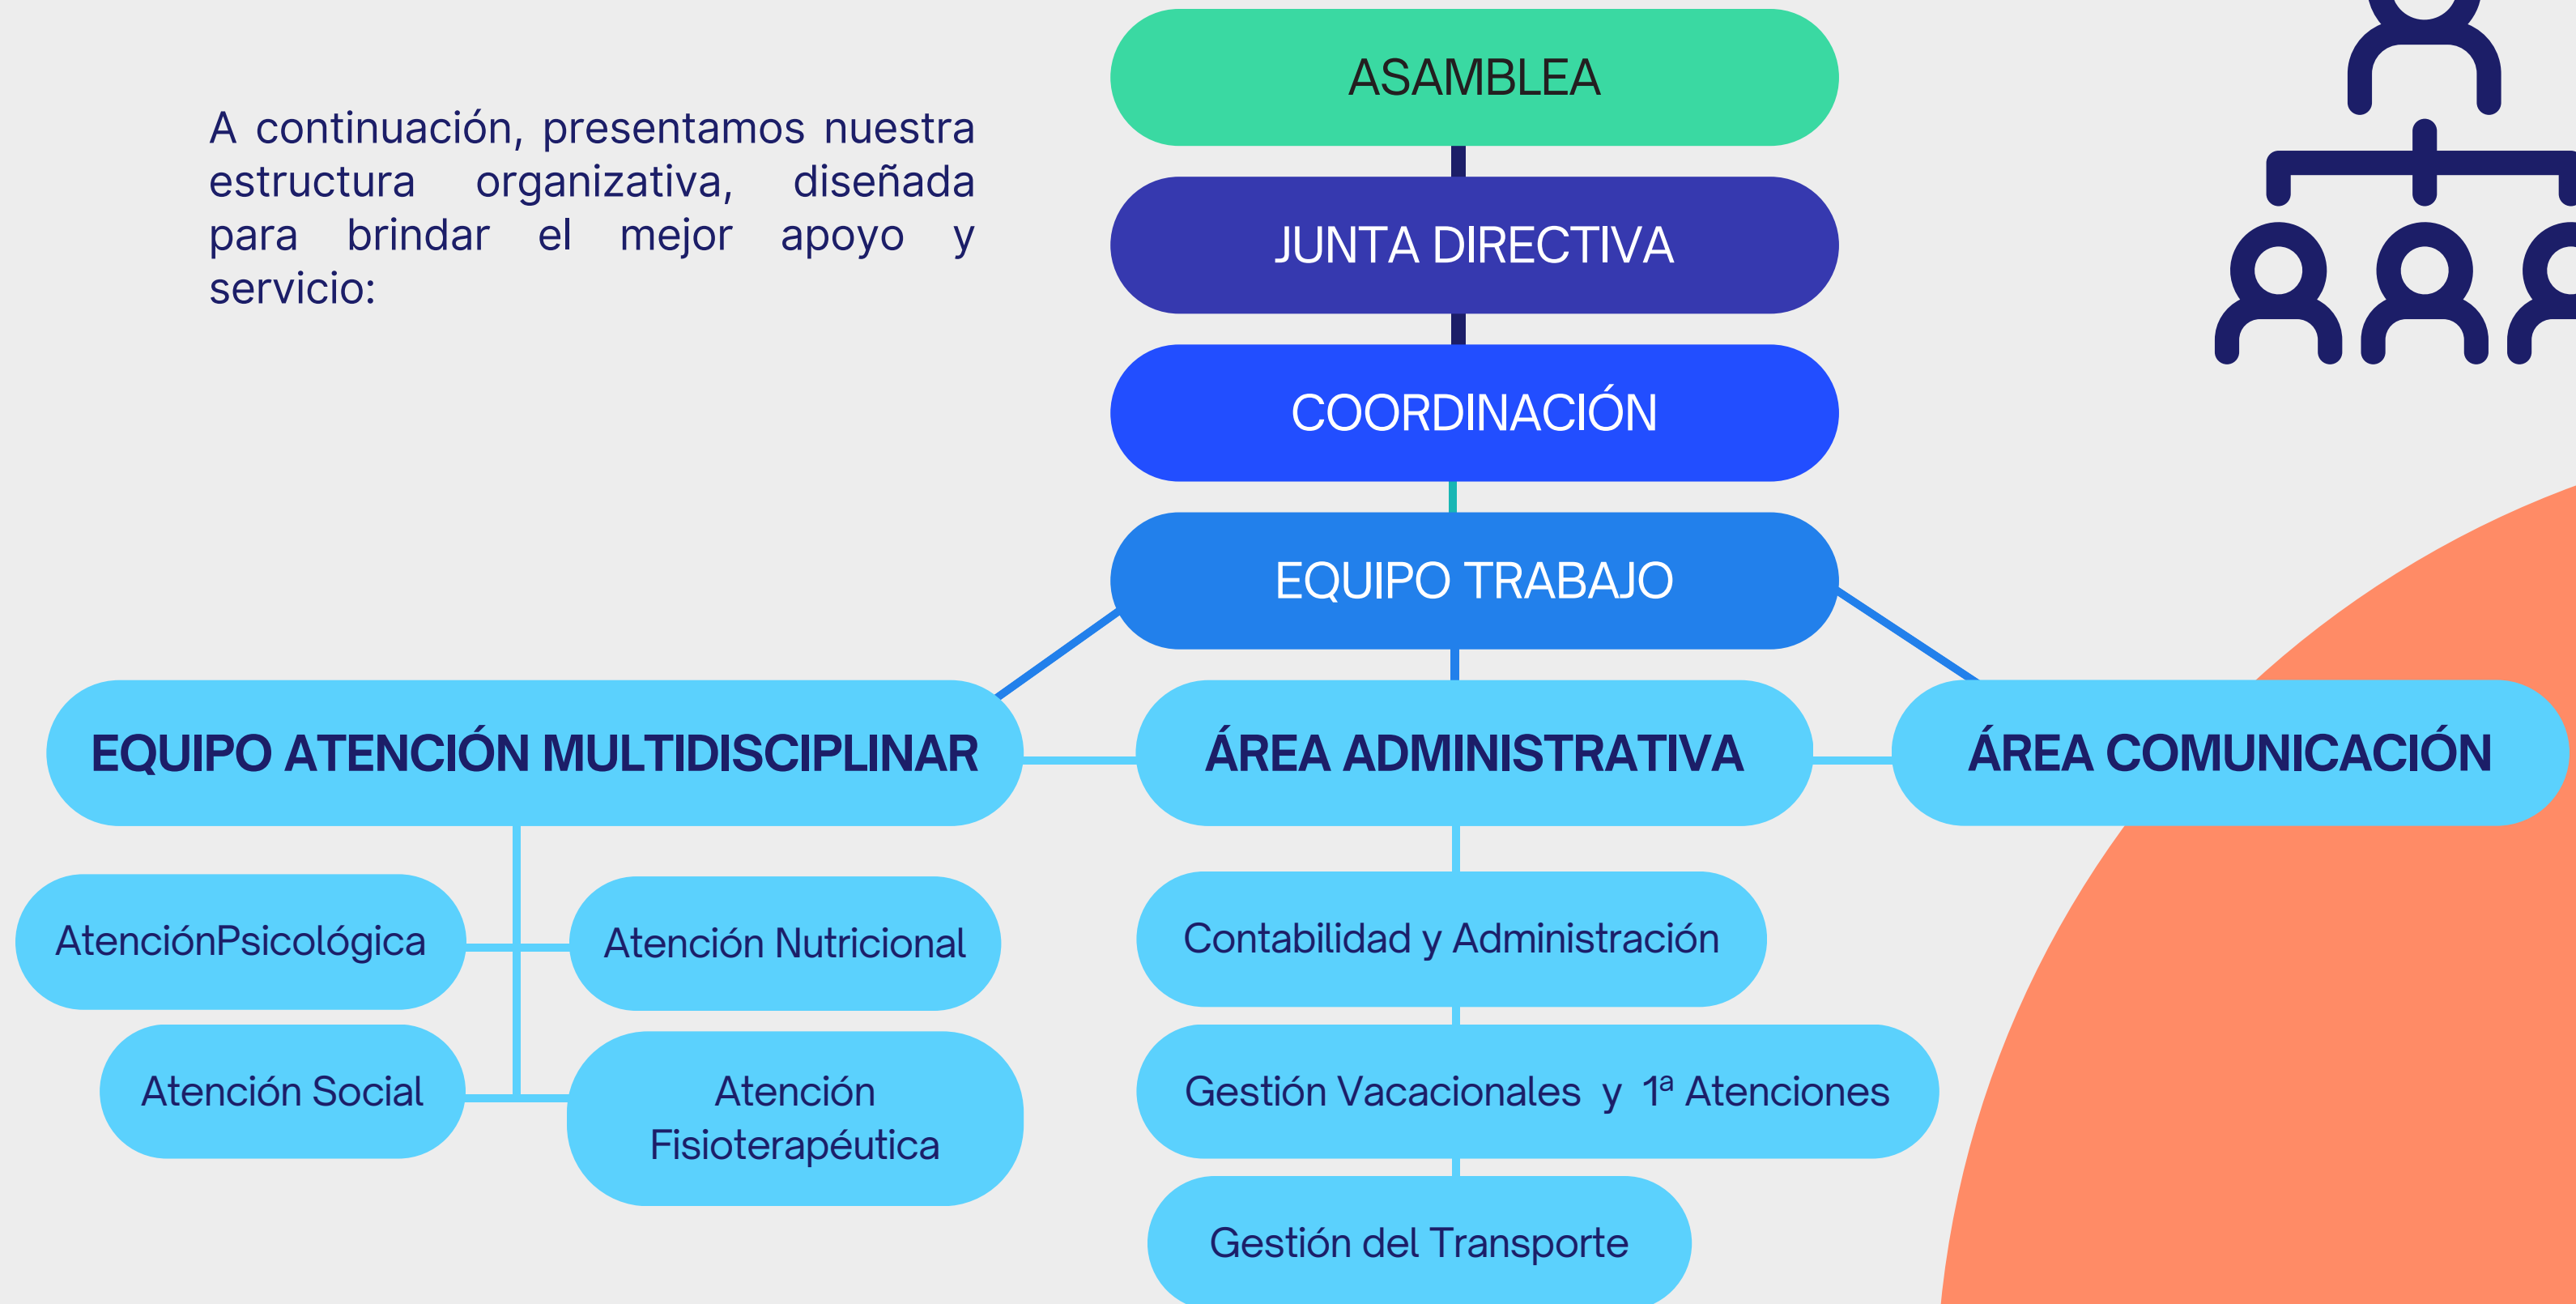 A continuación, presentamos nuestra
estructura organizativa, diseñada
para brindar el mejor apoyo y
servicio:
ASAMBLEA
JUNTA DIRECTIVA
COORDINACIÓN
EQUIPO TRABAJO
EQUIPO ATENCIÓN MULTIDISCIPLINAR
ÁREA ADMINISTRATIVA
ÁREA COMUNICACIÓN
AtenciónPsicológica
Atención Nutricional
Atención Social
Atención
Fisioterapéutica
Contabilidad y Administración
Gestión Vacacionales y 1ª Atenciones
Gestión del Transporte